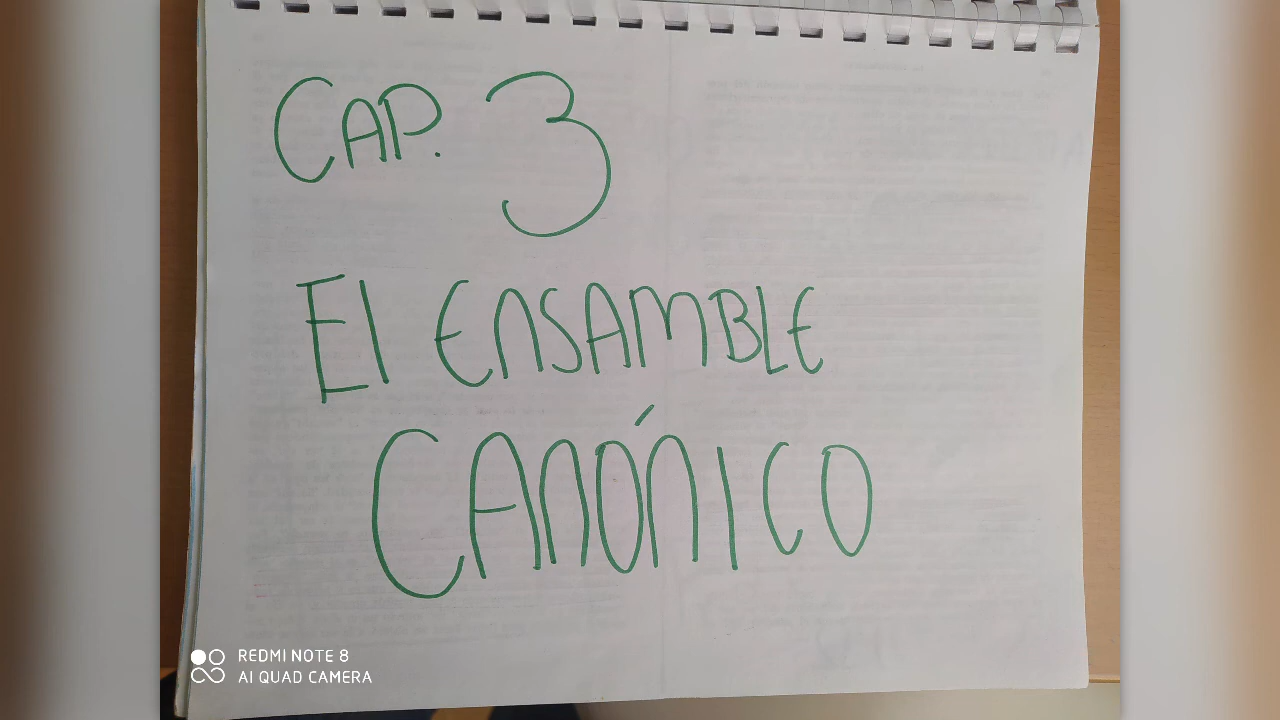 CAP. 3
El ENSAMBLE
CANÓNICO
REDMI NOTE 8
AI QUAD CAMERA